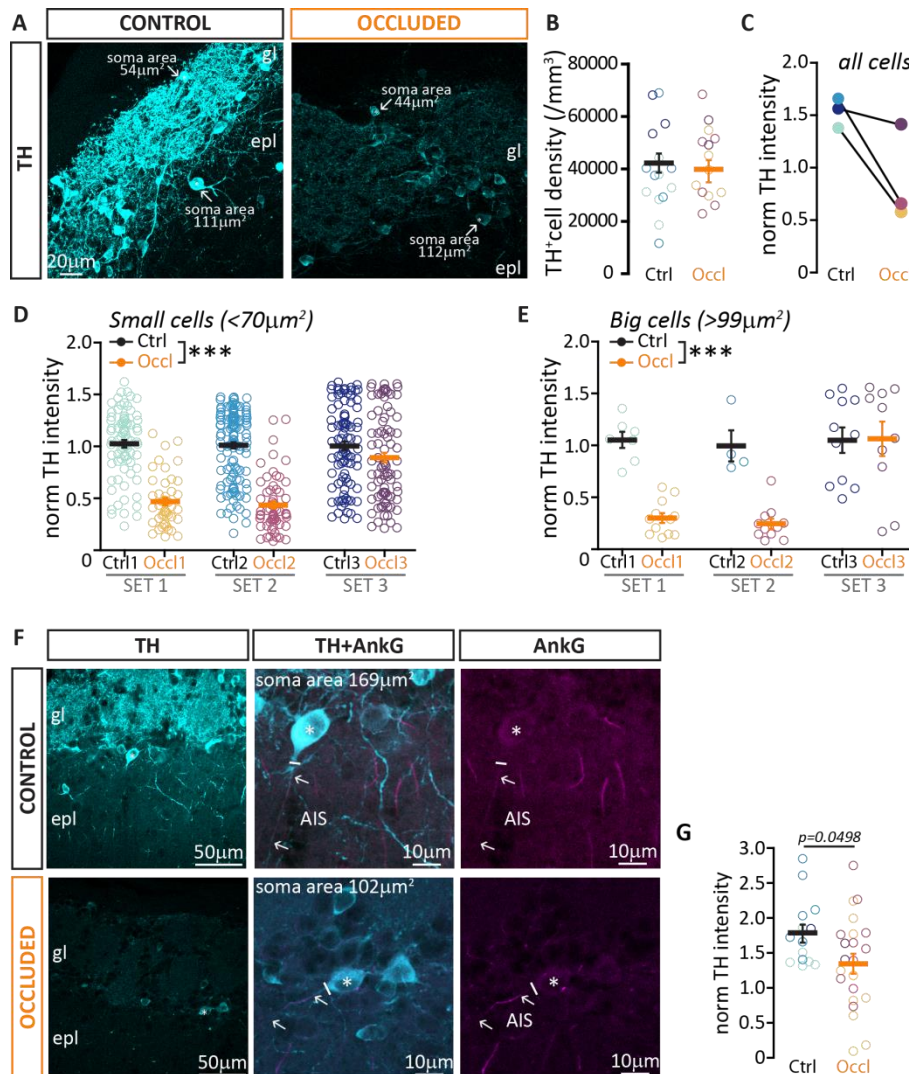 A
CONTROL
OCCLUDED
TH
soma area
54µm²
gl
epl
soma area
111µm²
20µm
soma area
44µm²
gl
soma area
112µm²
epl
B
TH⁺cell density (/mm³)
80000
60000
40000
20000
0
Ctrl
Occl
C
all cells
norm TH intensity
2.0
1.5
1.0
0.5
0
Ctrl
D
Small cells (<70µm²)
Ctrl
Occl
***
norm TH intensity
2.0
1.5
1.0
0.5
0
Ctrl1 Occl1
Ctrl2 Occl2
Ctrl3 Occl3
SET 1
SET 2
SET 3
E
Big cells (>99µm²)
Ctrl
Occl
***
norm TH intensity
2.0
1.5
1.0
0.5
0
Ctrl1 Occl1
Ctrl2 Occl2
Ctrl3 Occl3
SET 1
SET 2
SET 3
F
TH
TH+AnkG
AnkG
CONTROL
gl
epl
50µm
soma area 169µm²
*
AIS
10µm
*
AIS
10µm
OCCLUDED
gl
epl
*
50µm
soma area 102µm²
*
AIS
10µm
*
AIS
10µm
G
p=0.0498
norm TH intensity
3.0
2.5
2.0
1.5
1.0
0.5
0
Ctrl
Occl